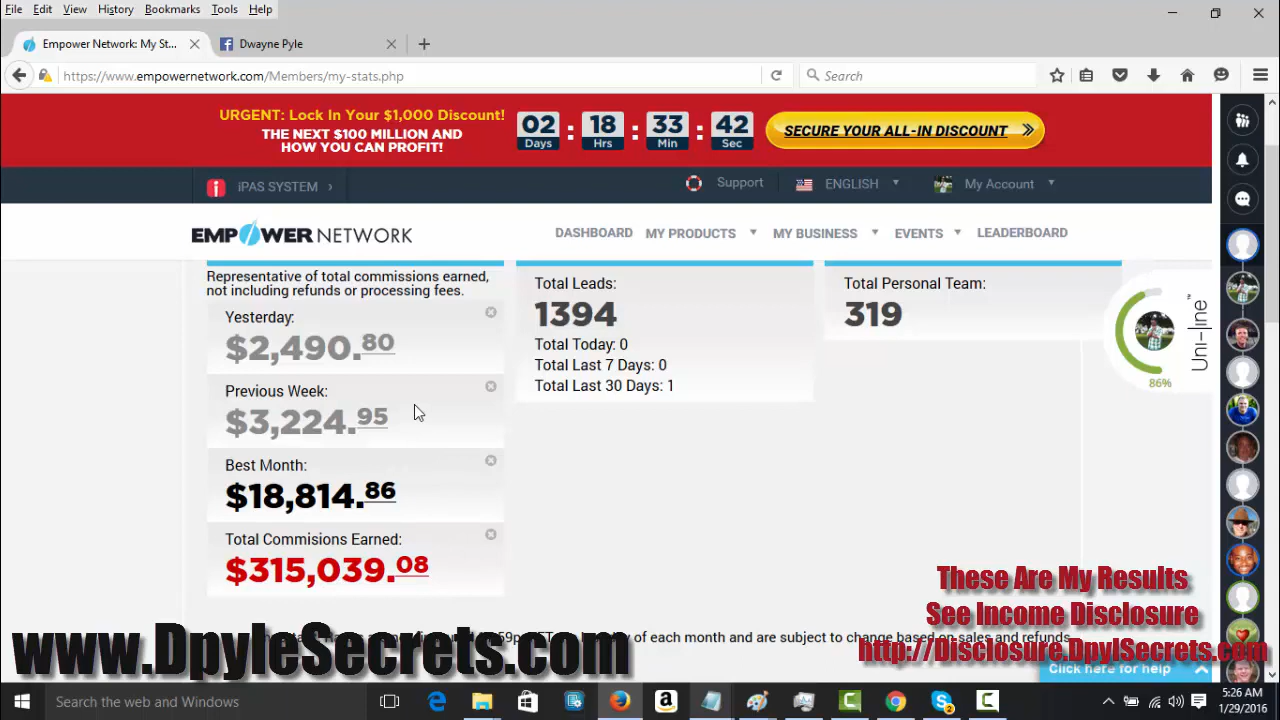 File Edit View History Bookmarks Tools Help
Empower Network: My St...
Dwayne Pyle
https://www.empowernetwork.com/Members/my-stats.php
Search
URGENT: Lock In Your $1,000 Discount!
THE NEXT $100 MILLION AND
HOW YOU CAN PROFIT!
02 : 18 : 33 : 42
Days Hrs Min Sec
SECURE YOUR ALL-IN DISCOUNT
iPAS SYSTEM
Support
ENGLISH
My Account
EMPOWER NETWORK
DASHBOARD MY PRODUCTS MY BUSINESS EVENTS LEADERBOARD
Representative of total commissions earned,
not including refunds or processing fees.
Yesterday:
$2,490.80
Previous Week:
$3,224.95
Best Month:
$18,814.86
Total Commisions Earned:
$315,039.08
Total Leads:
1394
Total Today: 0
Total Last 7 Days: 0
Total Last 30 Days: 1
Total Personal Team:
319
Uni-line
86%
These Are My Results
See Income Disclosure
http://Disclosure.DpylSecrets.com
www.DpyleSecrets.com
of each month and are subject to change based on sales and refunds
Click here for help
Search the web and Windows
5:26 AM
1/29/2016